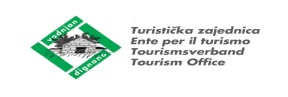 vodnjan
dignano
Turistička zajednica
Ente per il turismo
Tourismsverband
Tourism Office